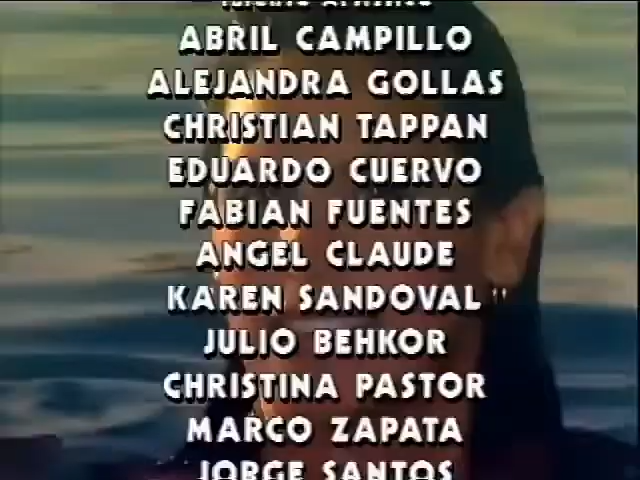 ABRIL CAMPILLO
ALEJANDRA GOLLAS
CHRISTIAN TAPPAN
EDUARDO CUERVO
FABIAN FUENTES
ANGEL CLAUDE
KAREN SANDOVAL
JULIO BEHKOR
CHRISTINA PASTOR
MARCO ZAPATA
JORGE SANTOS